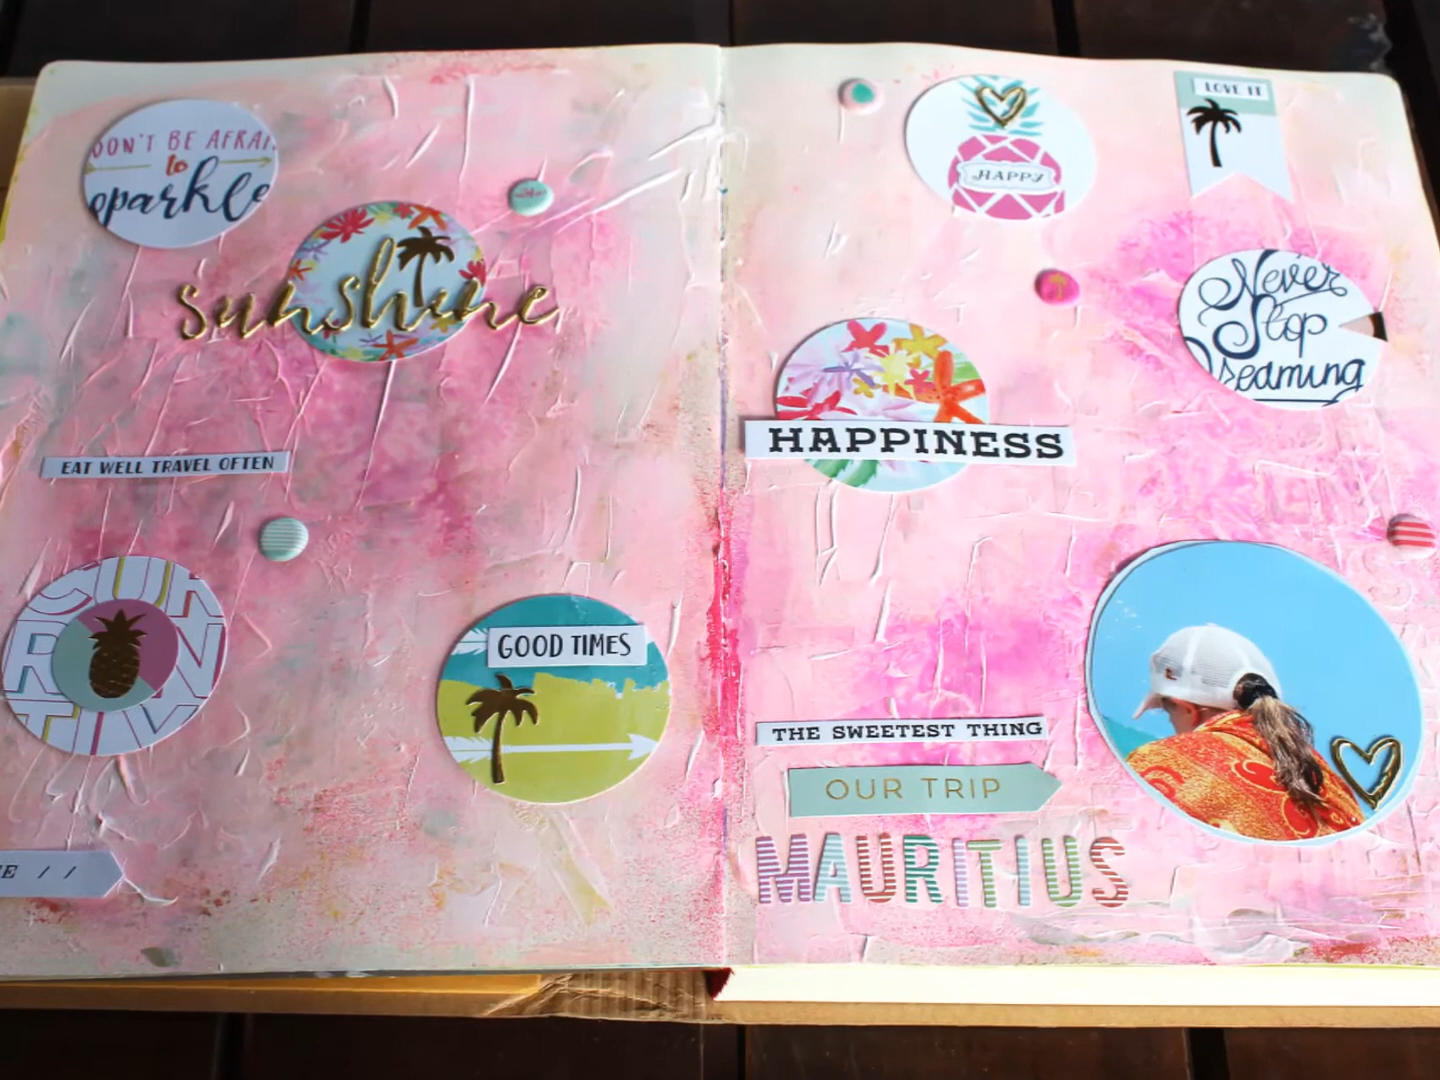 DON'T BE AFRAI
to
sparkle
sunshine
EAT WELL TRAVEL OFTEN
GOOD TIMES
E / /
HAPPY
LOVE IT
Never
Stop
Dreaming
HAPPINESS
THE SWEETEST THING
OUR TRIP
MAURITIUS